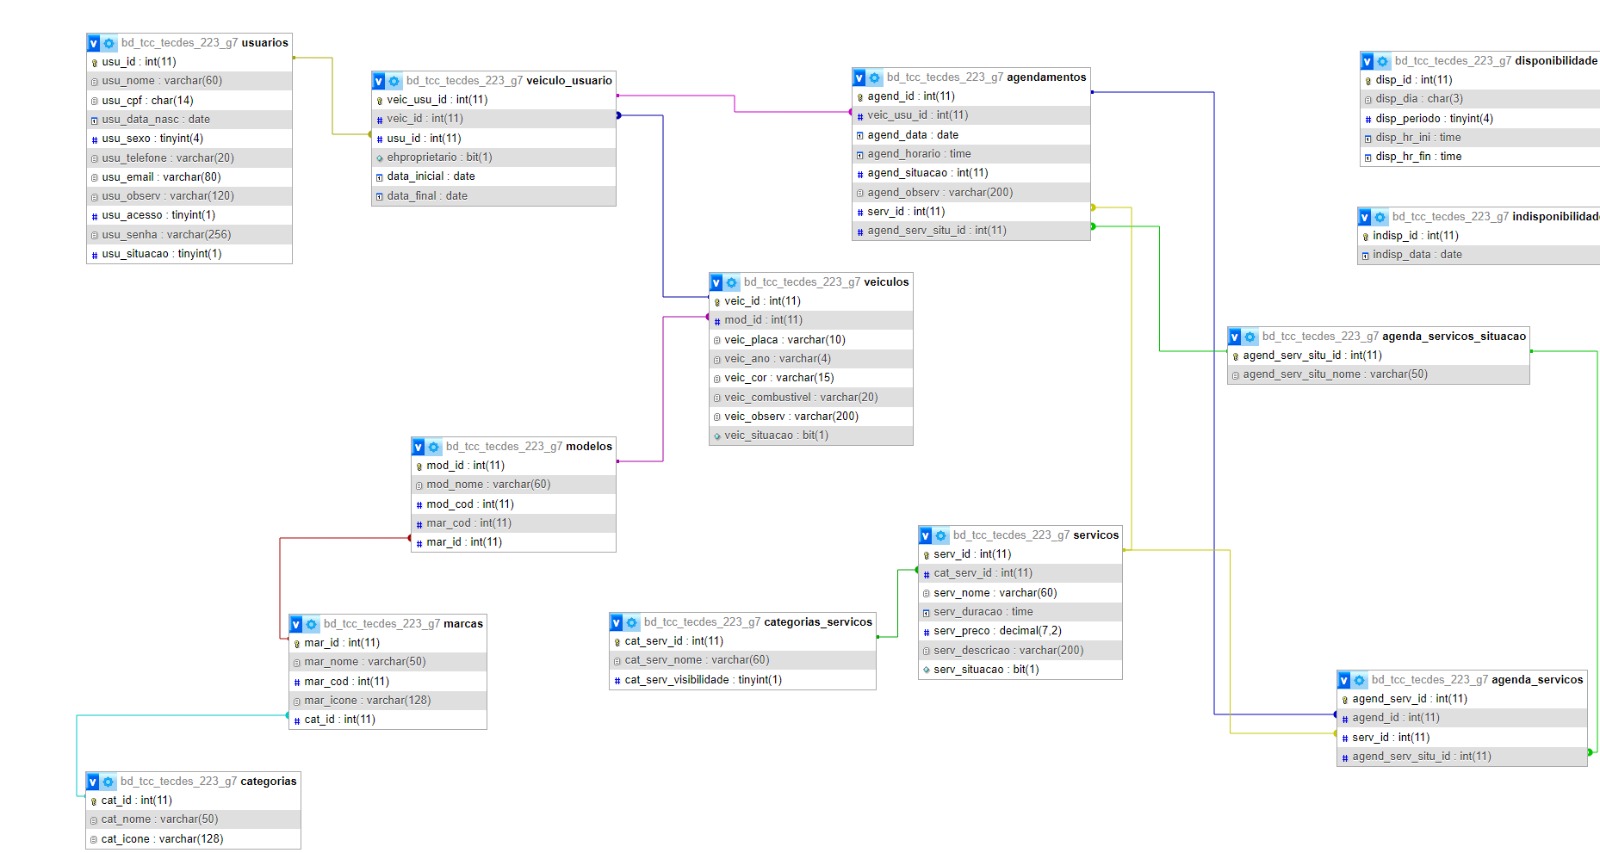 bd_tcc_tecdes_223_g7 usuarios
usu_id : int(11)
usu_nome : varchar(60)
usu_cpf : char(14)
usu_data_nasc : date
usu_sexo : tinyint(4)
usu_telefone : varchar(20)
usu_email : varchar(80)
usu_observ : varchar(120)
usu_acesso : tinyint(1)
usu_senha : varchar(256)
usu_situacao : tinyint(1)
bd_tcc_tecdes_223_g7 veiculo_usuario
veic_usu_id : int(11)
veic_id : int(11)
usu_id : int(11)
ehproprietario : bit(1)
data_inicial : date
data_final : date
bd_tcc_tecdes_223_g7 agendamentos
agend_id : int(11)
veic_usu_id : int(11)
agend_data : date
agend_horario : time
agend_situacao : int(11)
agend_observ : varchar(200)
serv_id : int(11)
agend_serv_situ_id : int(11)
bd_tcc_tecdes_223_g7 disponibilidade
disp_id : int(11)
disp_dia : char(3)
disp_periodo : tinyint(4)
disp_hr_ini : time
disp_hr_fin : time
bd_tcc_tecdes_223_g7 indisponibilidade
indisp_id : int(11)
indisp_data : date
bd_tcc_tecdes_223_g7 veiculos
veic_id : int(11)
mod_id : int(11)
veic_placa : varchar(10)
veic_ano : varchar(4)
veic_cor : varchar(15)
veic_combustivel : varchar(20)
veic_observ : varchar(200)
veic_situacao : bit(1)
bd_tcc_tecdes_223_g7 agenda_servicos_situacao
agend_serv_situ_id : int(11)
agend_serv_situ_nome : varchar(50)
bd_tcc_tecdes_223_g7 modelos
mod_id : int(11)
mod_nome : varchar(60)
mod_cod : int(11)
mar_cod : int(11)
mar_id : int(11)
bd_tcc_tecdes_223_g7 servicos
serv_id : int(11)
cat_serv_id : int(11)
serv_nome : varchar(60)
serv_duracao : time
serv_preco : decimal(7,2)
serv_descricao : varchar(200)
serv_situacao : bit(1)
bd_tcc_tecdes_223_g7 marcas
mar_id : int(11)
mar_nome : varchar(50)
mar_cod : int(11)
mar_icone : varchar(128)
cat_id : int(11)
bd_tcc_tecdes_223_g7 categorias_servicos
cat_serv_id : int(11)
cat_serv_nome : varchar(60)
cat_serv_visibilidade : tinyint(1)
bd_tcc_tecdes_223_g7 agenda_servicos
agend_serv_id : int(11)
agend_id : int(11)
serv_id : int(11)
agend_serv_situ_id : int(11)
bd_tcc_tecdes_223_g7 categorias
cat_id : int(11)
cat_nome : varchar(50)
cat_icone : varchar(128)